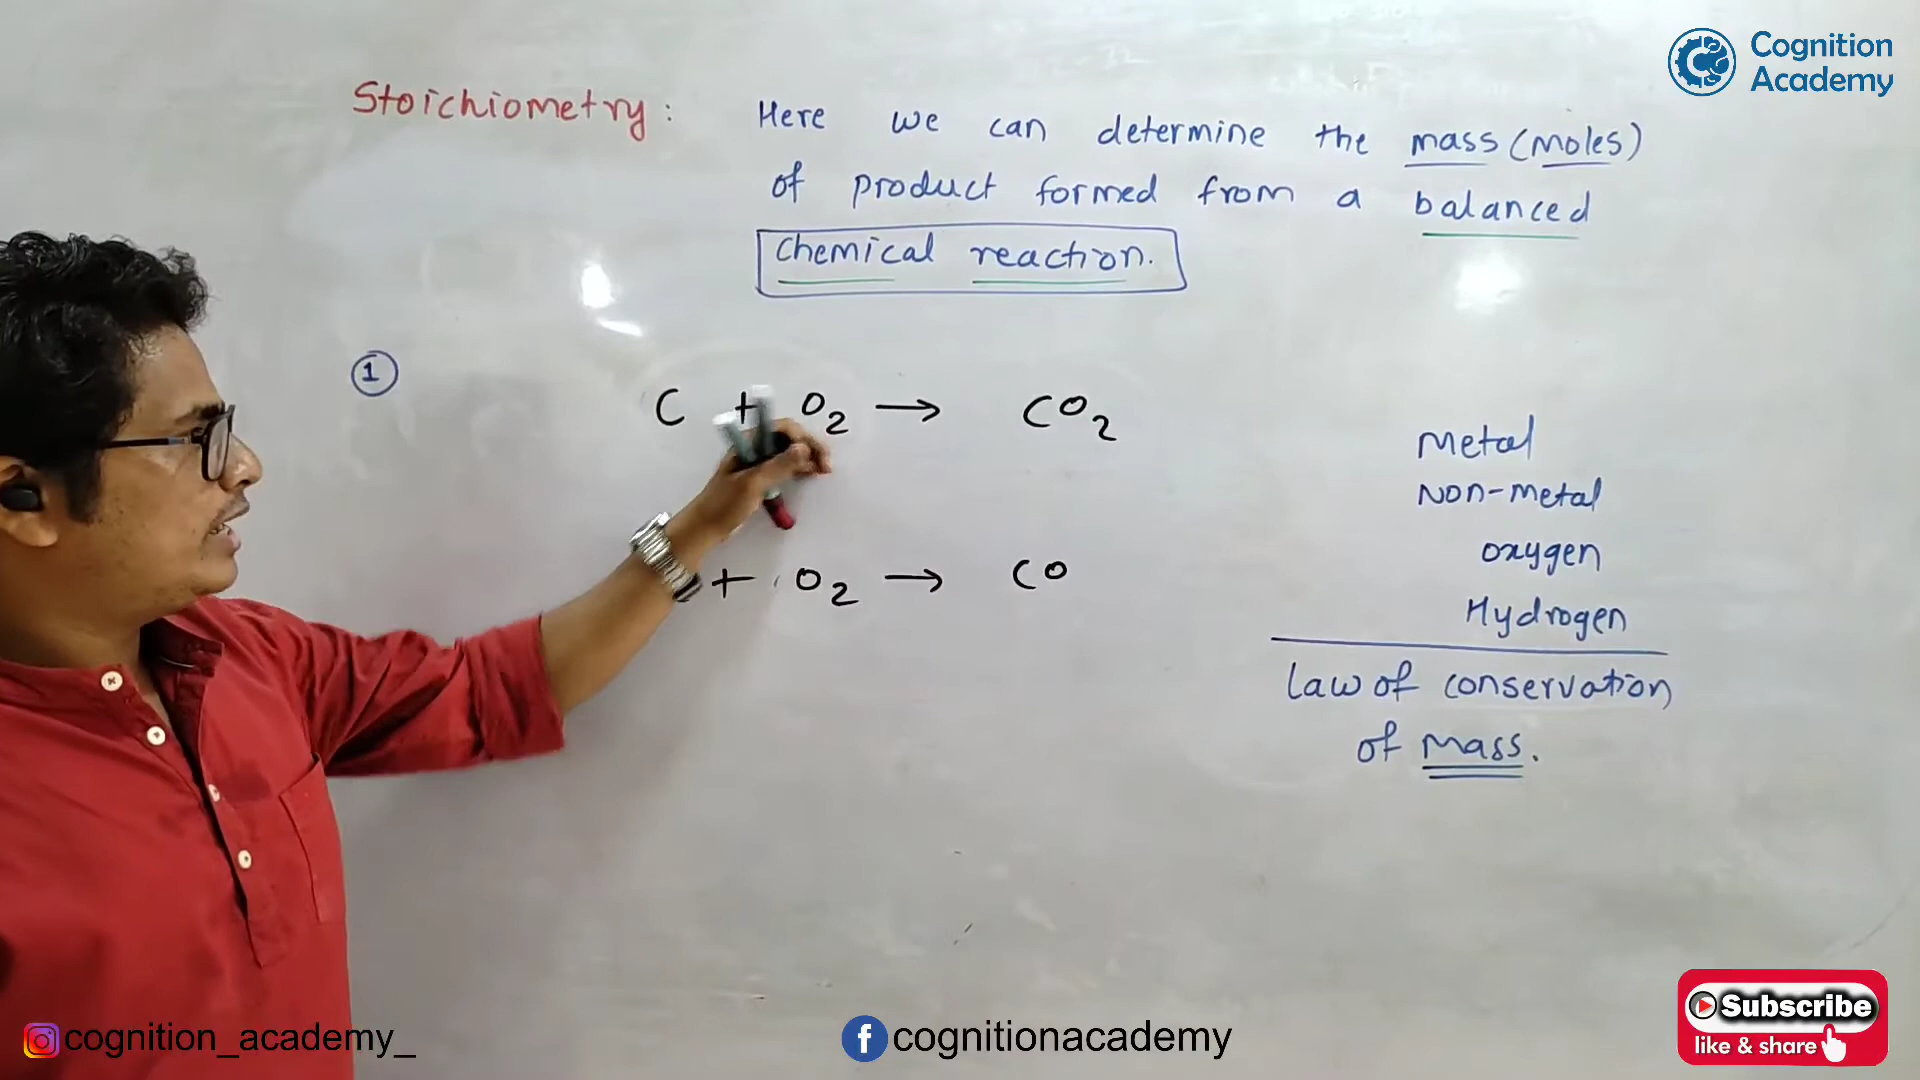 Cognition
Academy
Stoichiometry:
Here we can determine the mass (moles)
of product formed from a balanced
chemical reaction.
1
C + O₂ → CO₂
+ O₂ → CO
Metal
Non-metal
oxygen
Hydrogen
law of conservation
of mass.
cognition_academy_
cognitionacademy
Subscribe
like & share